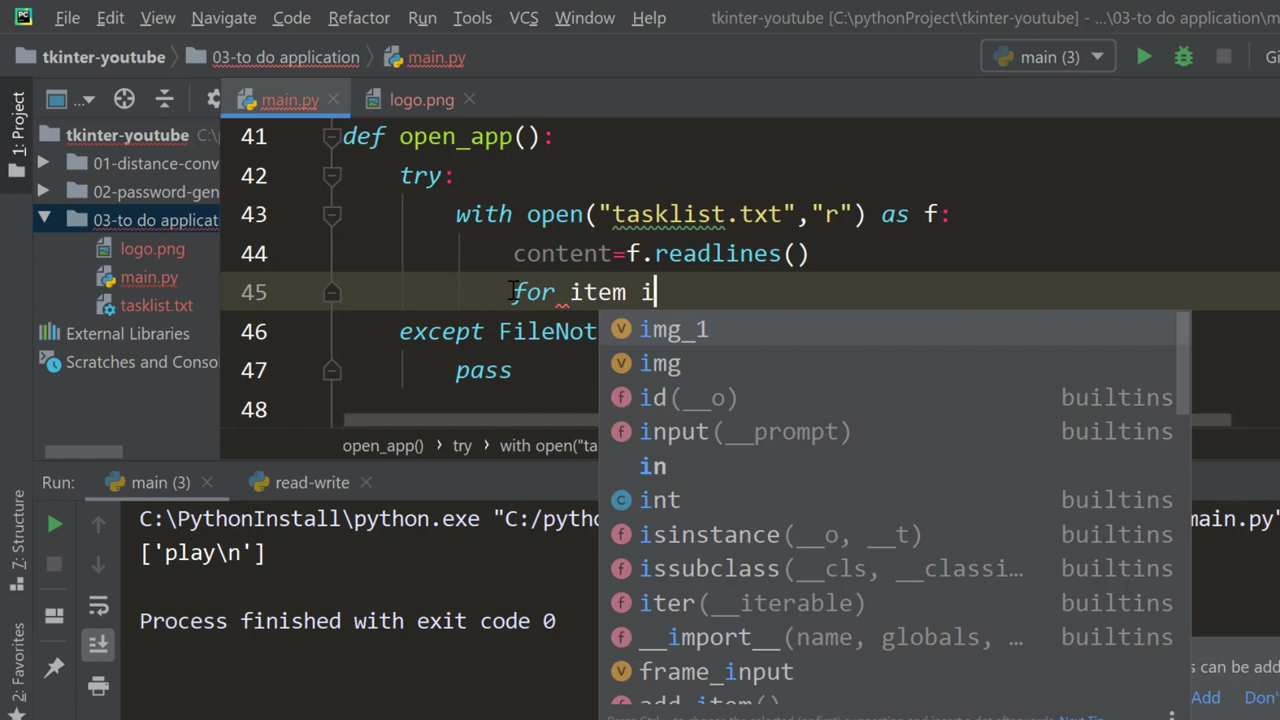 File Edit View Navigate Code Refactor Run Tools VCS Window Help tkinter-youtube [C:\pythonProject\tkinter-youtube] - ...\03-to do application\m
tkinter-youtube 03-to do application main.py main (3) Gi
1: Project
... main.py logo.png
tkinter-youtube C:\
01-distance-conv
02-password-gen
03-to do applicat
logo.png
main.py
tasklist.txt
External Libraries
Scratches and Conso
41 def open_app():
42 try:
43 with open("tasklist.txt","r") as f:
44 content=f.readlines()
45 for item i
46 except FileNot
47 pass
48
img_1
img
id(__o) builtins
input(__prompt) builtins
in
int builtins
isinstance(__o, __t) builtins
issubclass(__cls, __classi... builtins
iter(__iterable) builtins
__import__(name, globals, ... builtins
frame_input
add_item()
open_app() try with open("ta
Run: main (3) read-write
C:\PythonInstall\python.exe "C:/pytho main.py"
['play\n']
Process finished with exit code 0
7: Structure
2: Favorites
s can be add
Add Don'